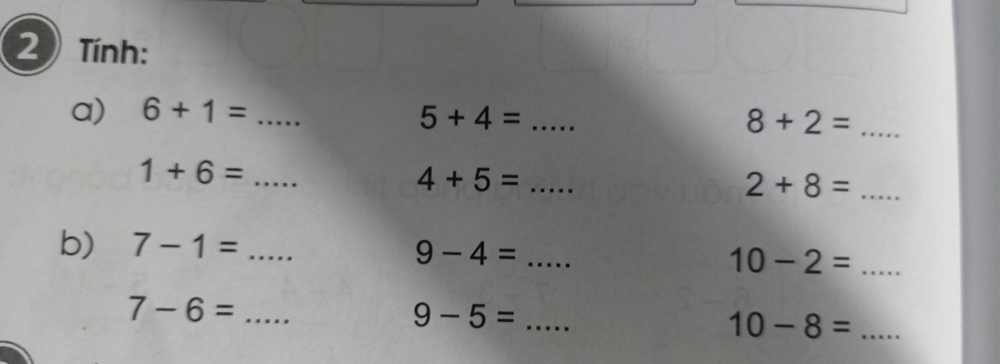 2 Tính:
a) 6 + 1 = ..... 5 + 4 = ..... 8 + 2 = .....
1 + 6 = ..... 4 + 5 = ..... 2 + 8 = .....
b) 7 – 1 = ..... 9 – 4 = ..... 10 – 2 = .....
7 – 6 = ..... 9 – 5 = ..... 10 – 8 = .....